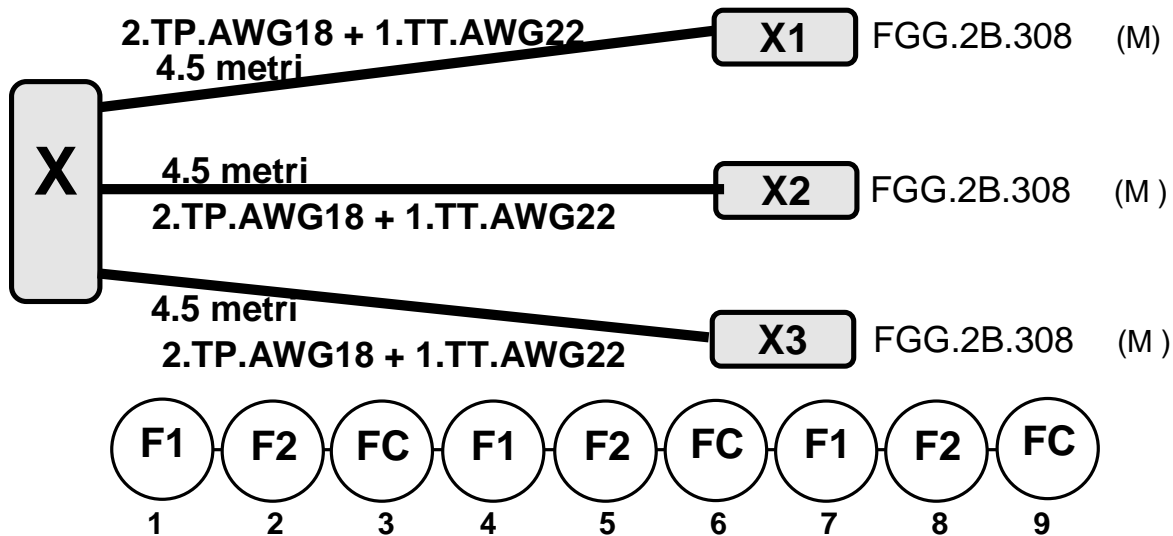 2.TP.AWG18 + 1.TT.AWG22
4.5 metri
X1 FGG.2B.308 (M)
X
4.5 metri
2.TP.AWG18 + 1.TT.AWG22
X2 FGG.2B.308 (M )
4.5 metri
2.TP.AWG18 + 1.TT.AWG22
X3 FGG.2B.308 (M )
F1 F2 FC F1 F2 FC F1 F2 FC
1 2 3 4 5 6 7 8 9